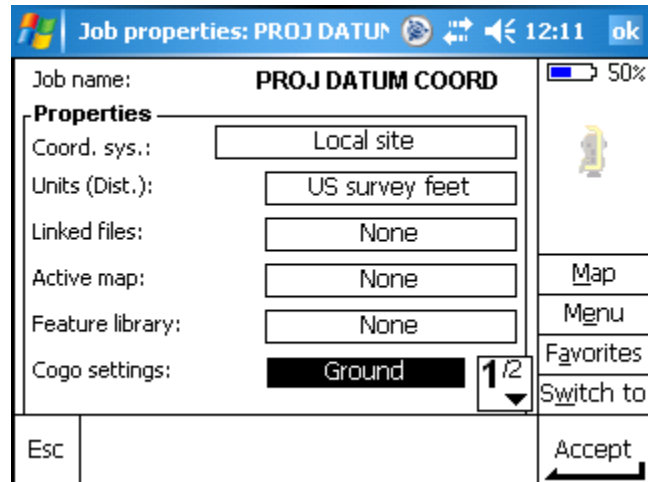 Job properties: PROJ DATUM 12:11 ok
Job name: PROJ DATUM COORD
50%
Properties
Coord. sys.: Local site
Units (Dist.): US survey feet
Linked files: None
Active map: None
Map
Feature library: None
Menu
Favorites
Cogo settings: Ground 1/2
Switch to
Esc
Accept